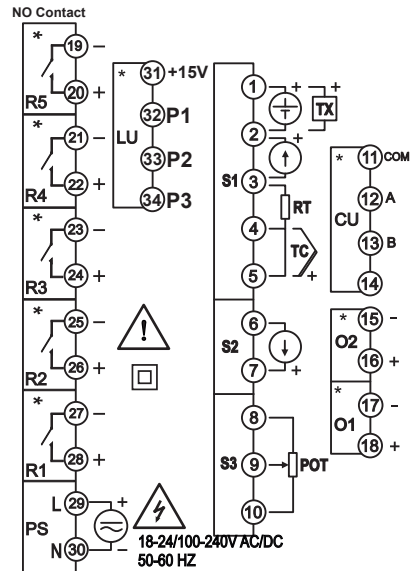 NO Contact
* 19 -
R5 20 +
* 21 -
R4 22 +
* 23 -
R3 24 +
* 25 -
R2 26 +
* 27 -
R1 28 +
PS
L 29 +
N 30 -
* 31 +15V
LU
32 P1
33 P2
34 P3
!
18-24/100-240V AC/DC
50-60 HZ
1 + TX +
2 +
S1 3
RT
4
TC
5 +
6
S2
7 +
8
S3 9 POT
10
* 11 COM
12 A
CU
13 B
14
* 15 -
O2
16 +
* 17 -
O1
18 +